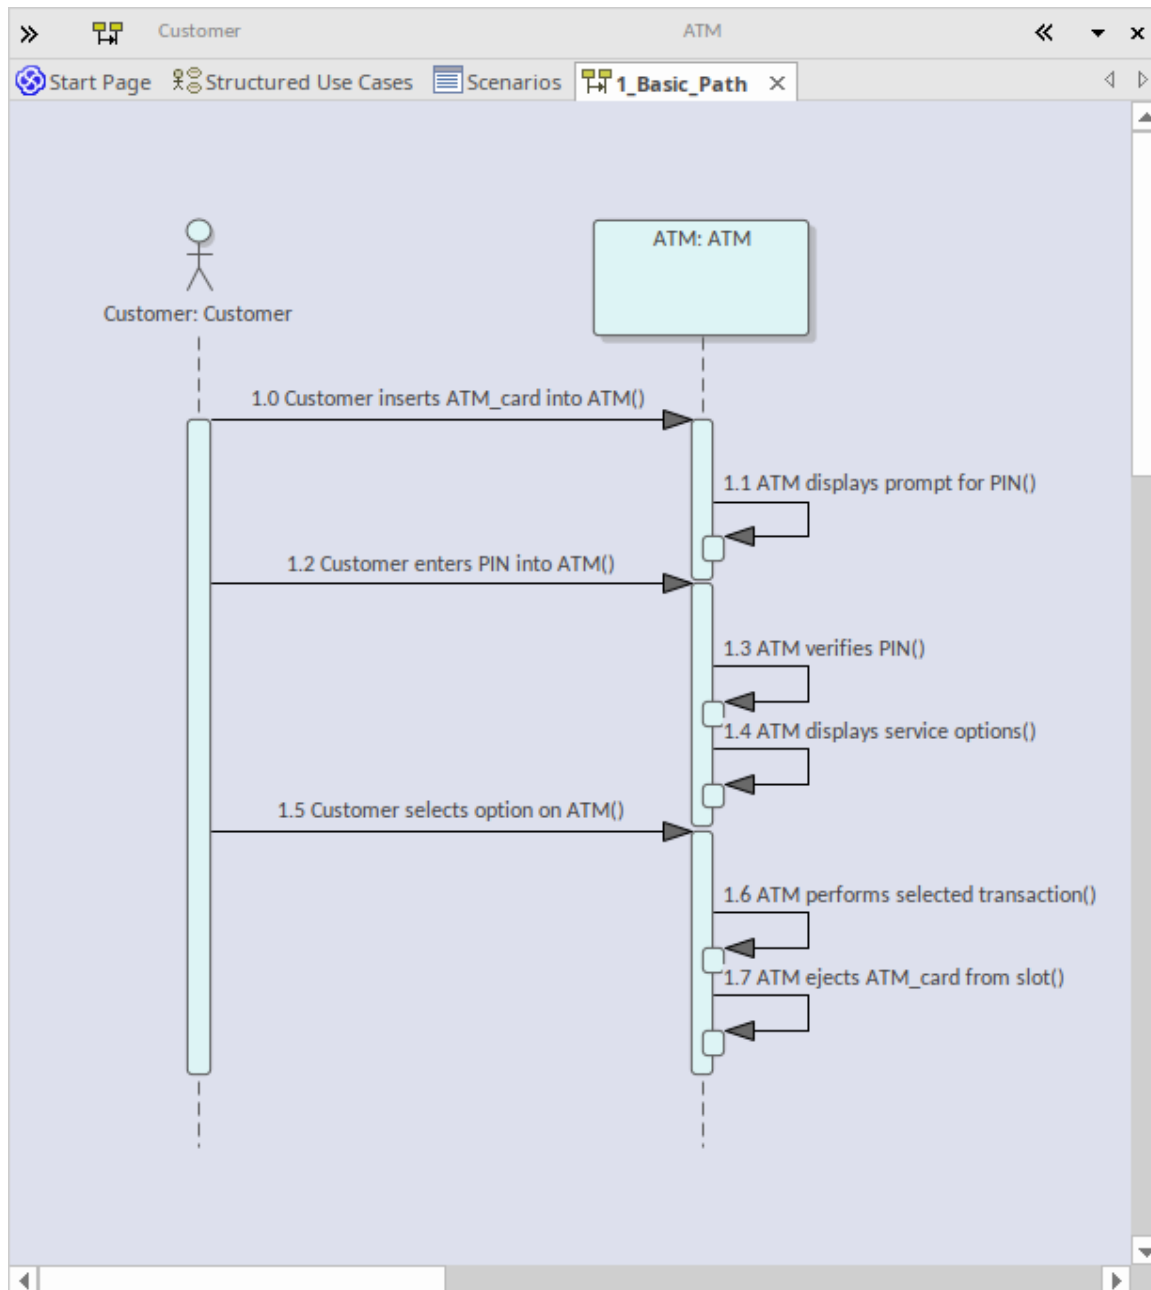 Customer ATM
Start Page Structured Use Cases Scenarios 1_Basic_Path
ATM: ATM
Customer: Customer
1.0 Customer inserts ATM_card into ATM()
1.1 ATM displays prompt for PIN()
1.2 Customer enters PIN into ATM()
1.3 ATM verifies PIN()
1.4 ATM displays service options()
1.5 Customer selects option on ATM()
1.6 ATM performs selected transaction()
1.7 ATM ejects ATM_card from slot()